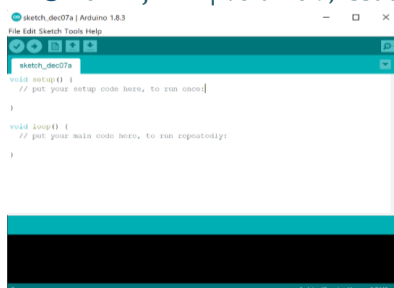 sketch_dec07a | Arduino 1.8.3
File Edit Sketch Tools Help
sketch_dec07a
void setup() {
// put your setup code here, to run once:
}
void loop() {
// put your main code here, to run repeatedly:
}